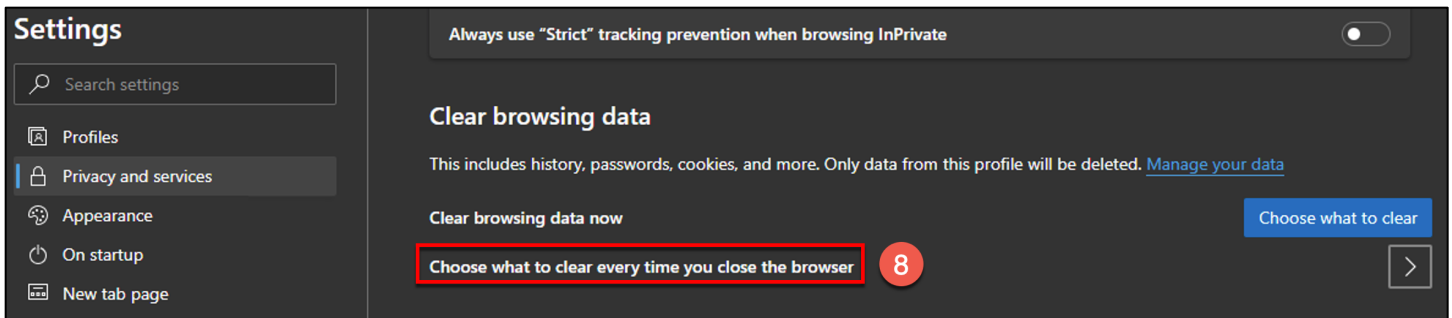 Settings
Search settings
Profiles
Privacy and services
Appearance
On startup
New tab page
Always use “Strict” tracking prevention when browsing InPrivate
Clear browsing data
This includes history, passwords, cookies, and more. Only data from this profile will be deleted. Manage your data
Clear browsing data now
Choose what to clear
Choose what to clear every time you close the browser
8